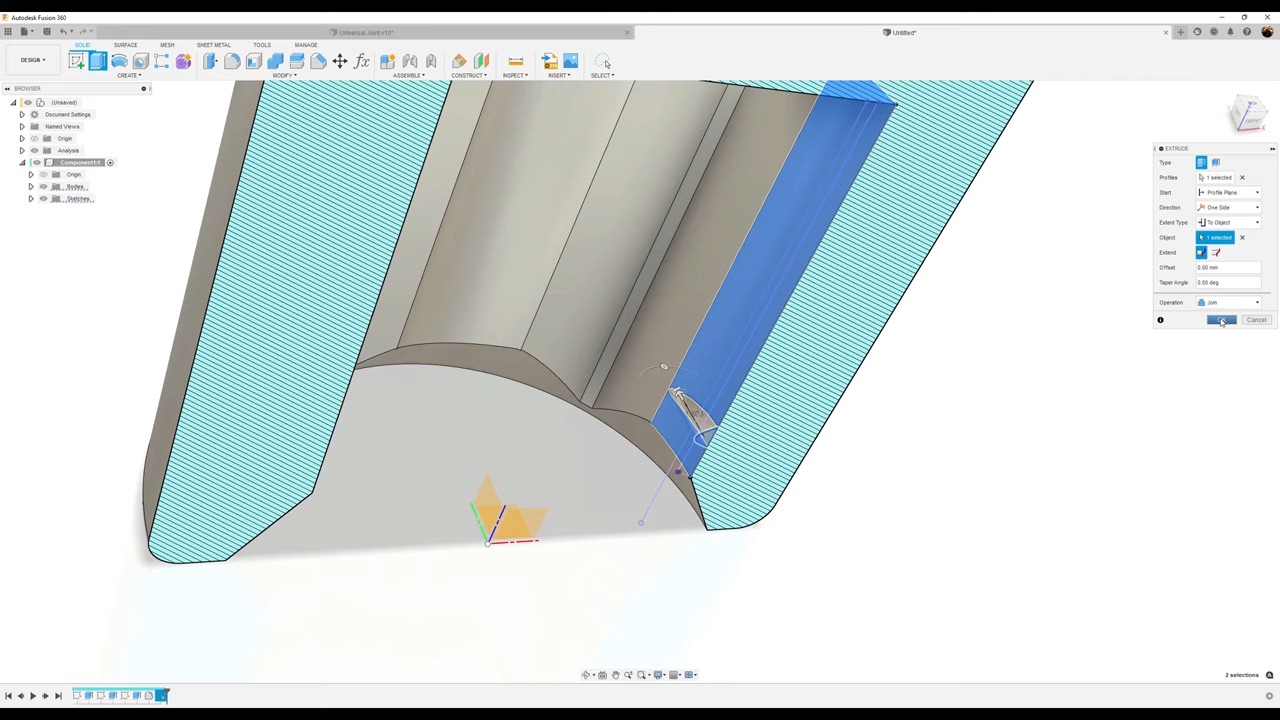 Autodesk Fusion 360
Universal Joint v10*
Untitled*
DESIGN
SOLID SURFACE MESH SHEET METAL TOOLS MANAGE
CREATE MODIFY ASSEMBLE CONSTRUCT INSPECT INSERT SELECT
BROWSER
(Unsaved)
Document Settings
Named Views
Origin
Analysis
Component1:1
Origin
Bodies
Sketches
EXTRUDE
Type
Profiles 1 selected
Start Profile Plane
Direction One Side
Extent Type To Object
Object 1 selected
Extend
Offset 0.00 mm
Taper Angle 0.00 deg
Operation Join
Cancel
2 selections